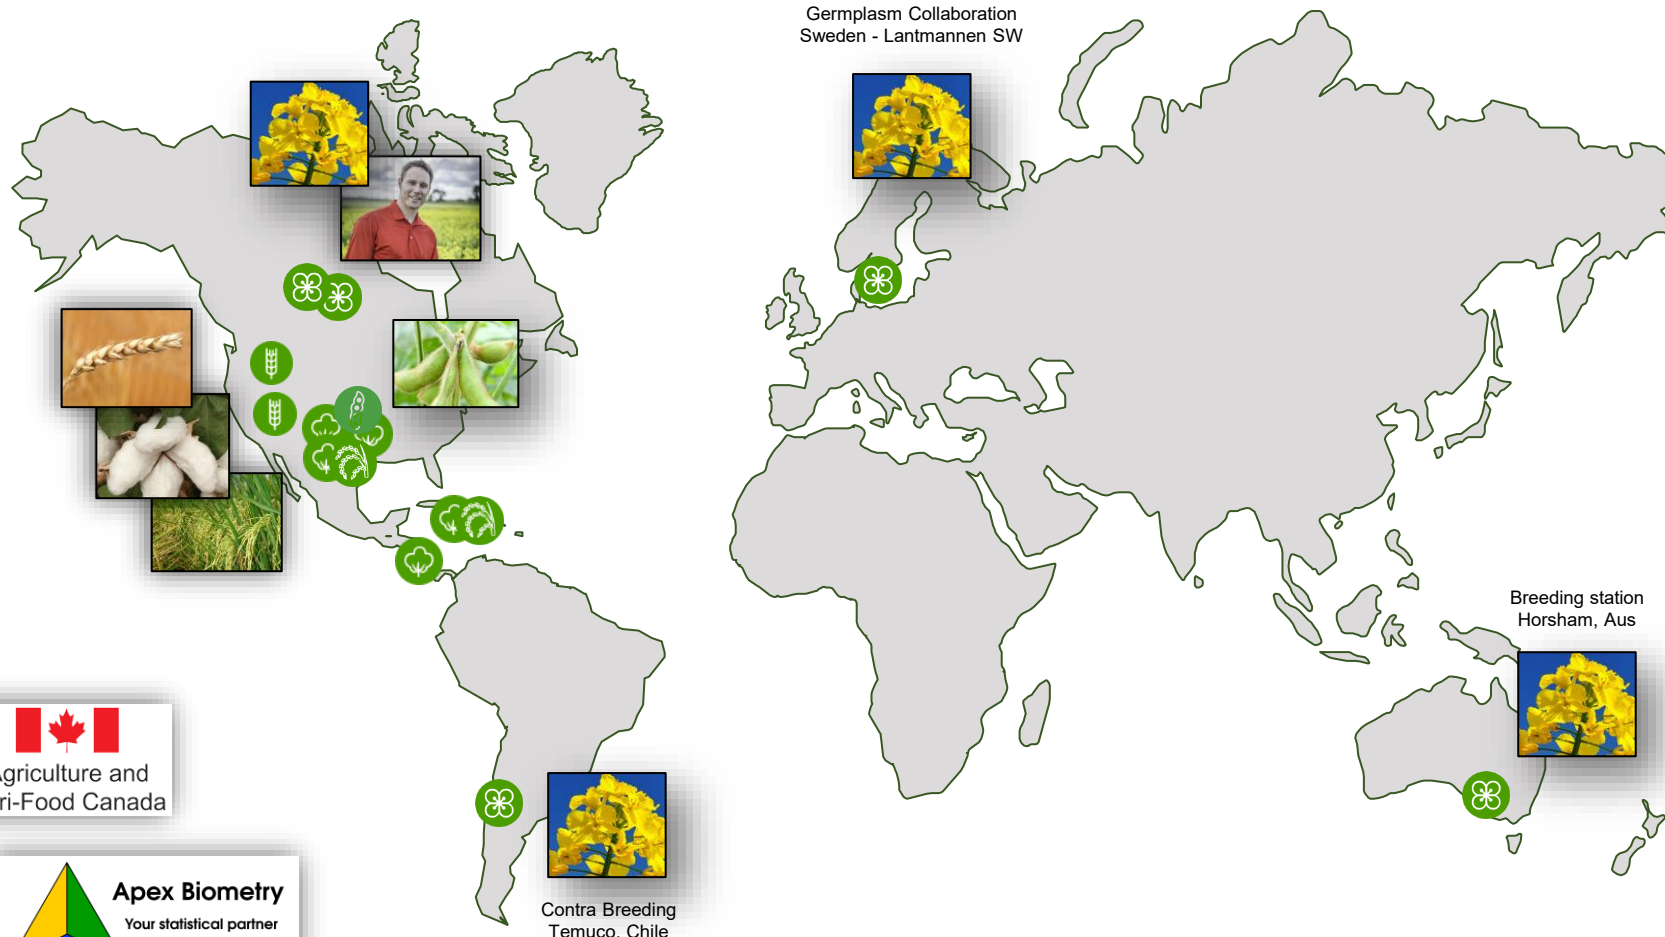 Germplasm Collaboration
Sweden - Lantmannen SW
Breeding station
Horsham, Aus
Agriculture and
ri-Food Canada
Apex Biometry
Your statistical partner
Contra Breeding
Temuco, Chile